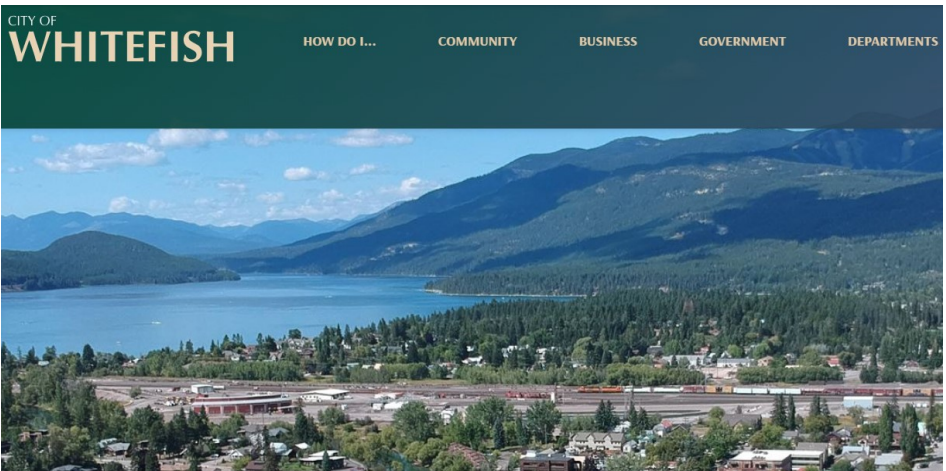 CITY OF
WHITEFISH
HOW DO I...
COMMUNITY
BUSINESS
GOVERNMENT
DEPARTMENTS